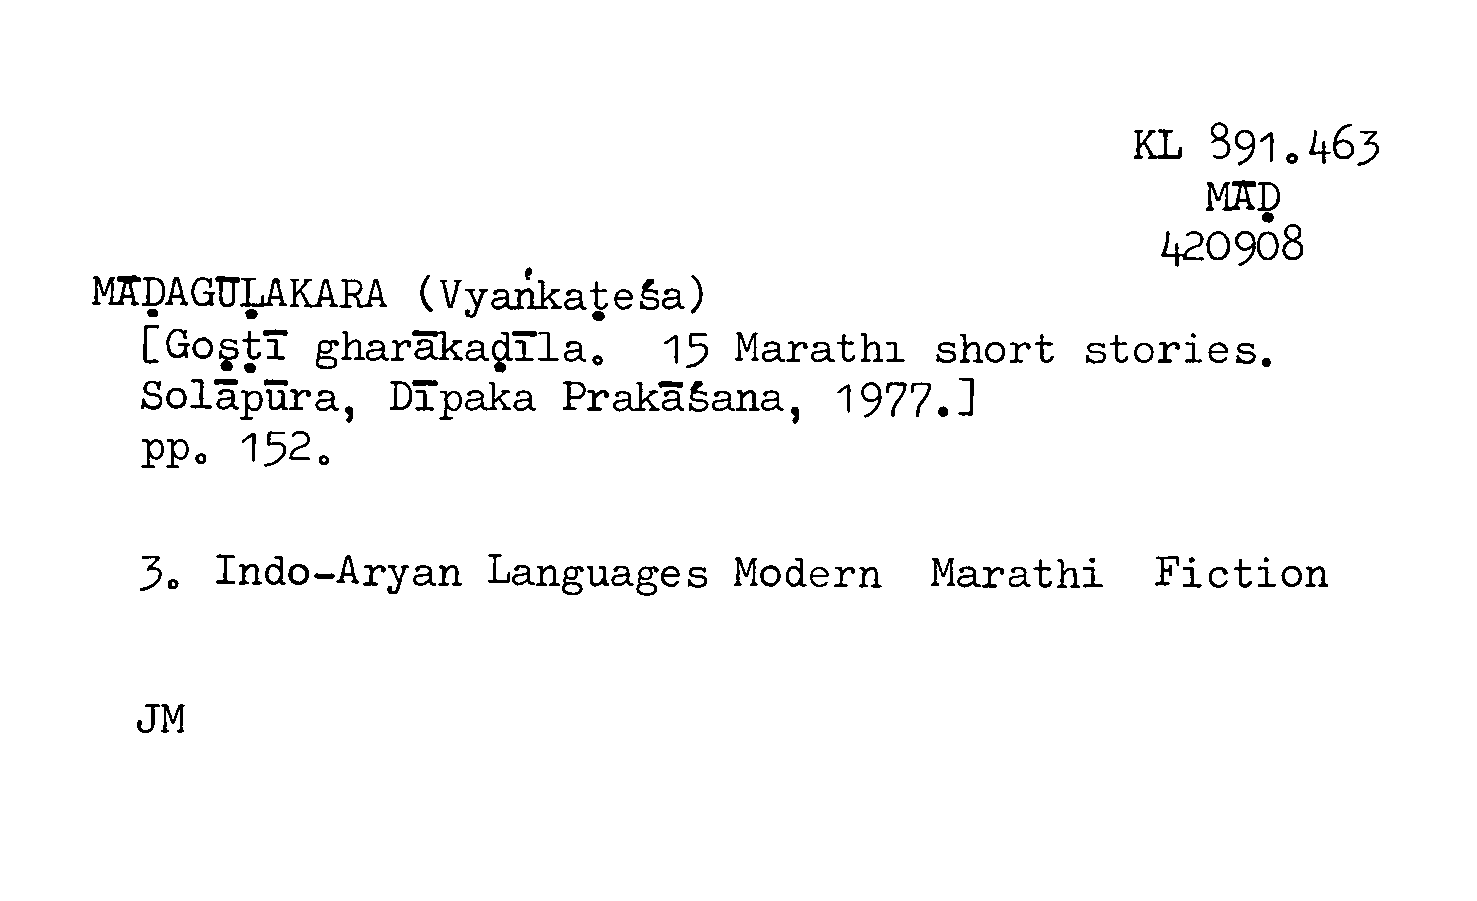 KL 891.463
MĀḌ
420908
MĀḌAGŪḶAKARA (Vyaṅkaṭeśa)
[Goṣṭī gharākaḍīla. 15 Marathi short stories.
Solāpūra, Dīpaka Prakāśana, 1977.]
pp. 152.
3. Indo-Aryan Languages Modern Marathi Fiction
JM